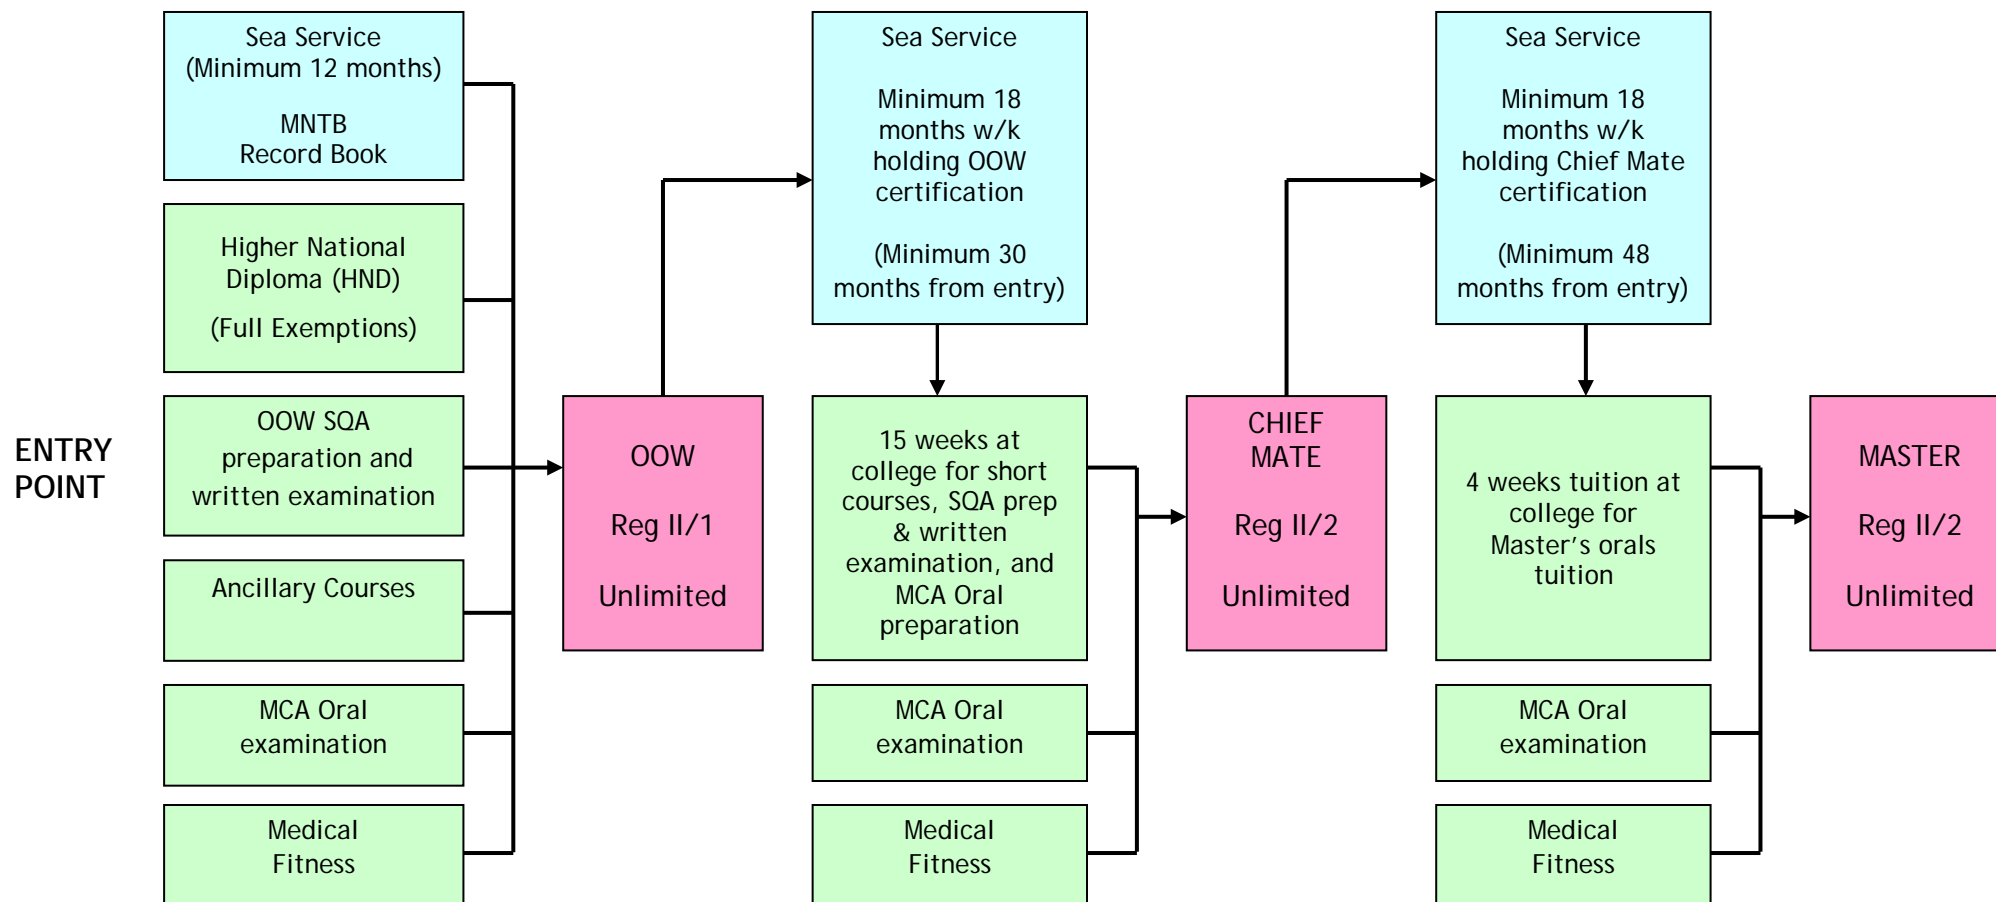 ENTRY
POINT
Sea Service
(Minimum 12 months)
MNTB
Record Book
Higher National
Diploma (HND)
(Full Exemptions)
OOW SQA
preparation and
written examination
Ancillary Courses
MCA Oral
examination
Medical
Fitness
OOW
Reg II/1
Unlimited
Sea Service
Minimum 18
months w/k
holding OOW
certification
(Minimum 30
months from entry)
15 weeks at
college for short
courses, SQA prep
& written
examination, and
MCA Oral
preparation
MCA Oral
examination
Medical
Fitness
CHIEF
MATE
Reg II/2
Unlimited
Sea Service
Minimum 18
months w/k
holding Chief Mate
certification
(Minimum 48
months from entry)
4 weeks tuition at
college for
Master’s orals
tuition
MCA Oral
examination
Medical
Fitness
MASTER
Reg II/2
Unlimited